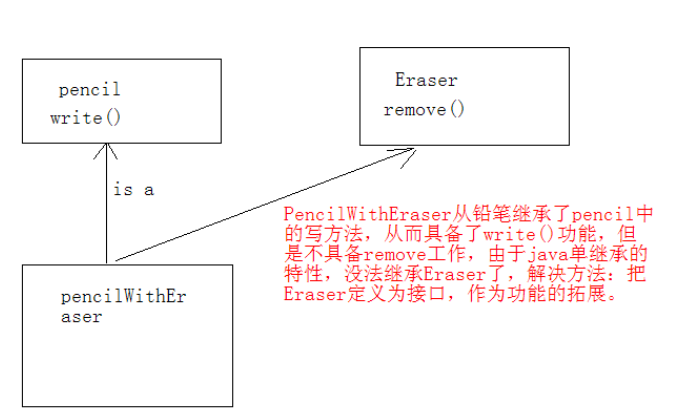 pencil
write()
Eraser
remove()
is a
PencilWithEraser从铅笔继承了pencil中
的写方法，从而具备了write()功能，但
是不具备remove工作，由于java单继承的
特性，没法继承Eraser了，解决方法：把
Eraser定义为接口，作为功能的拓展。
pencilWithEr
aser